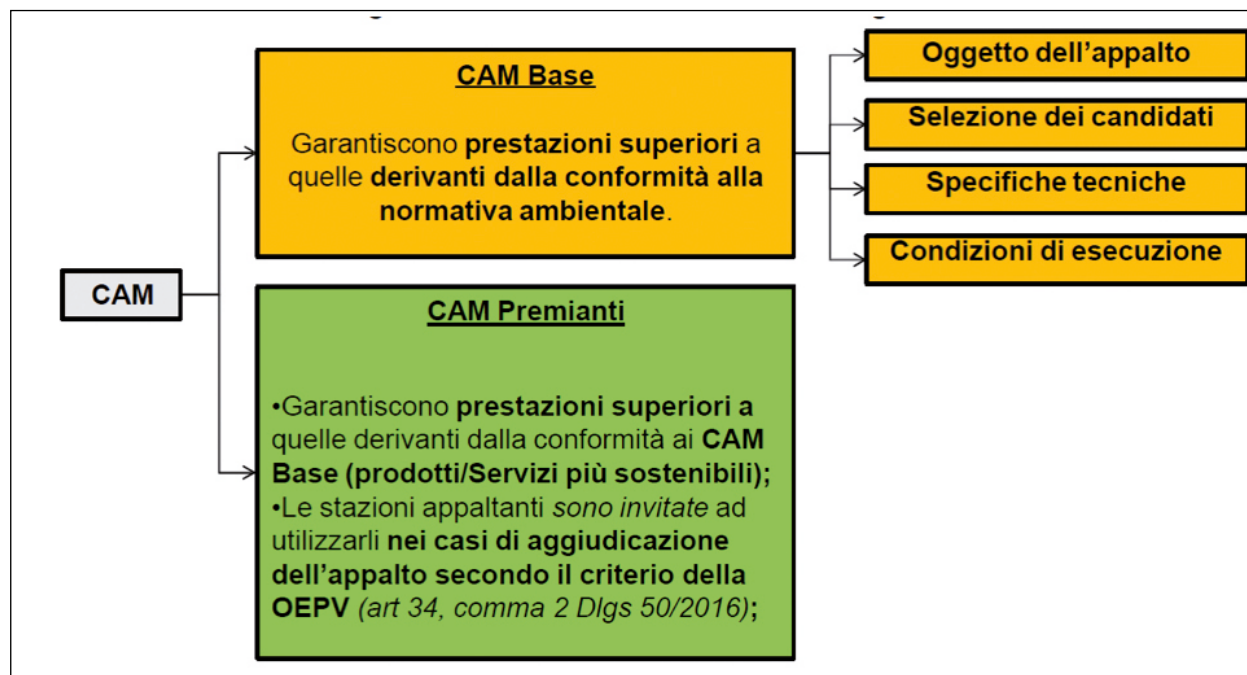 CAM
CAM Base
Garantiscono prestazioni superiori a
quelle derivanti dalla conformità alla
normativa ambientale.
Oggetto dell'appalto
Selezione dei candidati
Specifiche tecniche
Condizioni di esecuzione
CAM Premianti
•Garantiscono prestazioni superiori a
quelle derivanti dalla conformità ai CAM
Base (prodotti/Servizi più sostenibili);
•Le stazioni appaltanti sono invitate ad
utilizzarli nei casi di aggiudicazione
dell'appalto secondo il criterio della
OEPV (art 34, comma 2 Dlgs 50/2016);